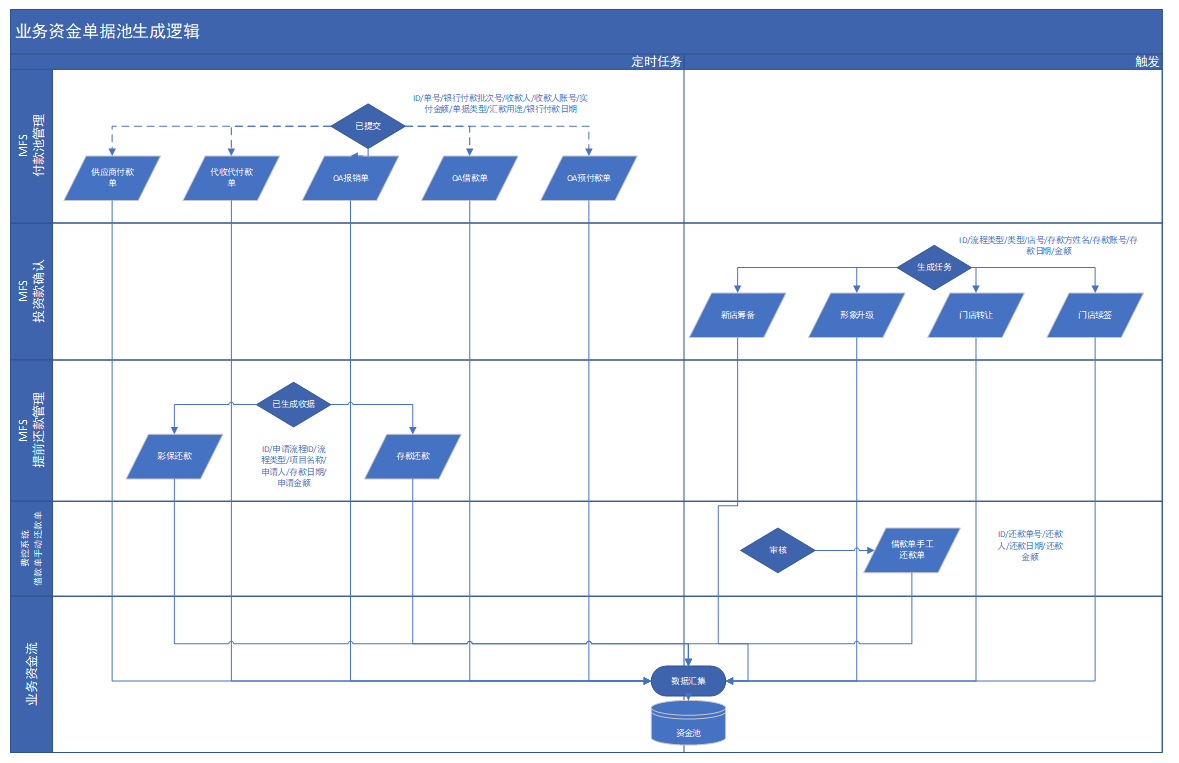 业务资金单据池生成逻辑
定时任务
触发
MFS
付款池管理
ID/单号/银行付款批次号/收款人/收款人账号/实
付金额/单据类型/汇款用途/银行付款日期
已提交
供应商付款
单
代收代付款
单
OA报销单
OA借款单
OA预付款单
MFS
投资款确认
ID/流程类型/类型/店号/存款方姓名/存款账号/存
款日期/金额
生成任务
新店筹备
形象升级
门店转让
门店续签
MFS
提前还款管理
已生成收据
彩保还款
ID/申请流程ID/流
程类型/项目名称/
申请人/存款日期/
申请金额
存款还款
费控系统
借款单手动还款单
审核
借款单手工
还款单
ID/还款单号/还款
人/还款日期/还款
金额
业务资金流
数据汇集
资金池